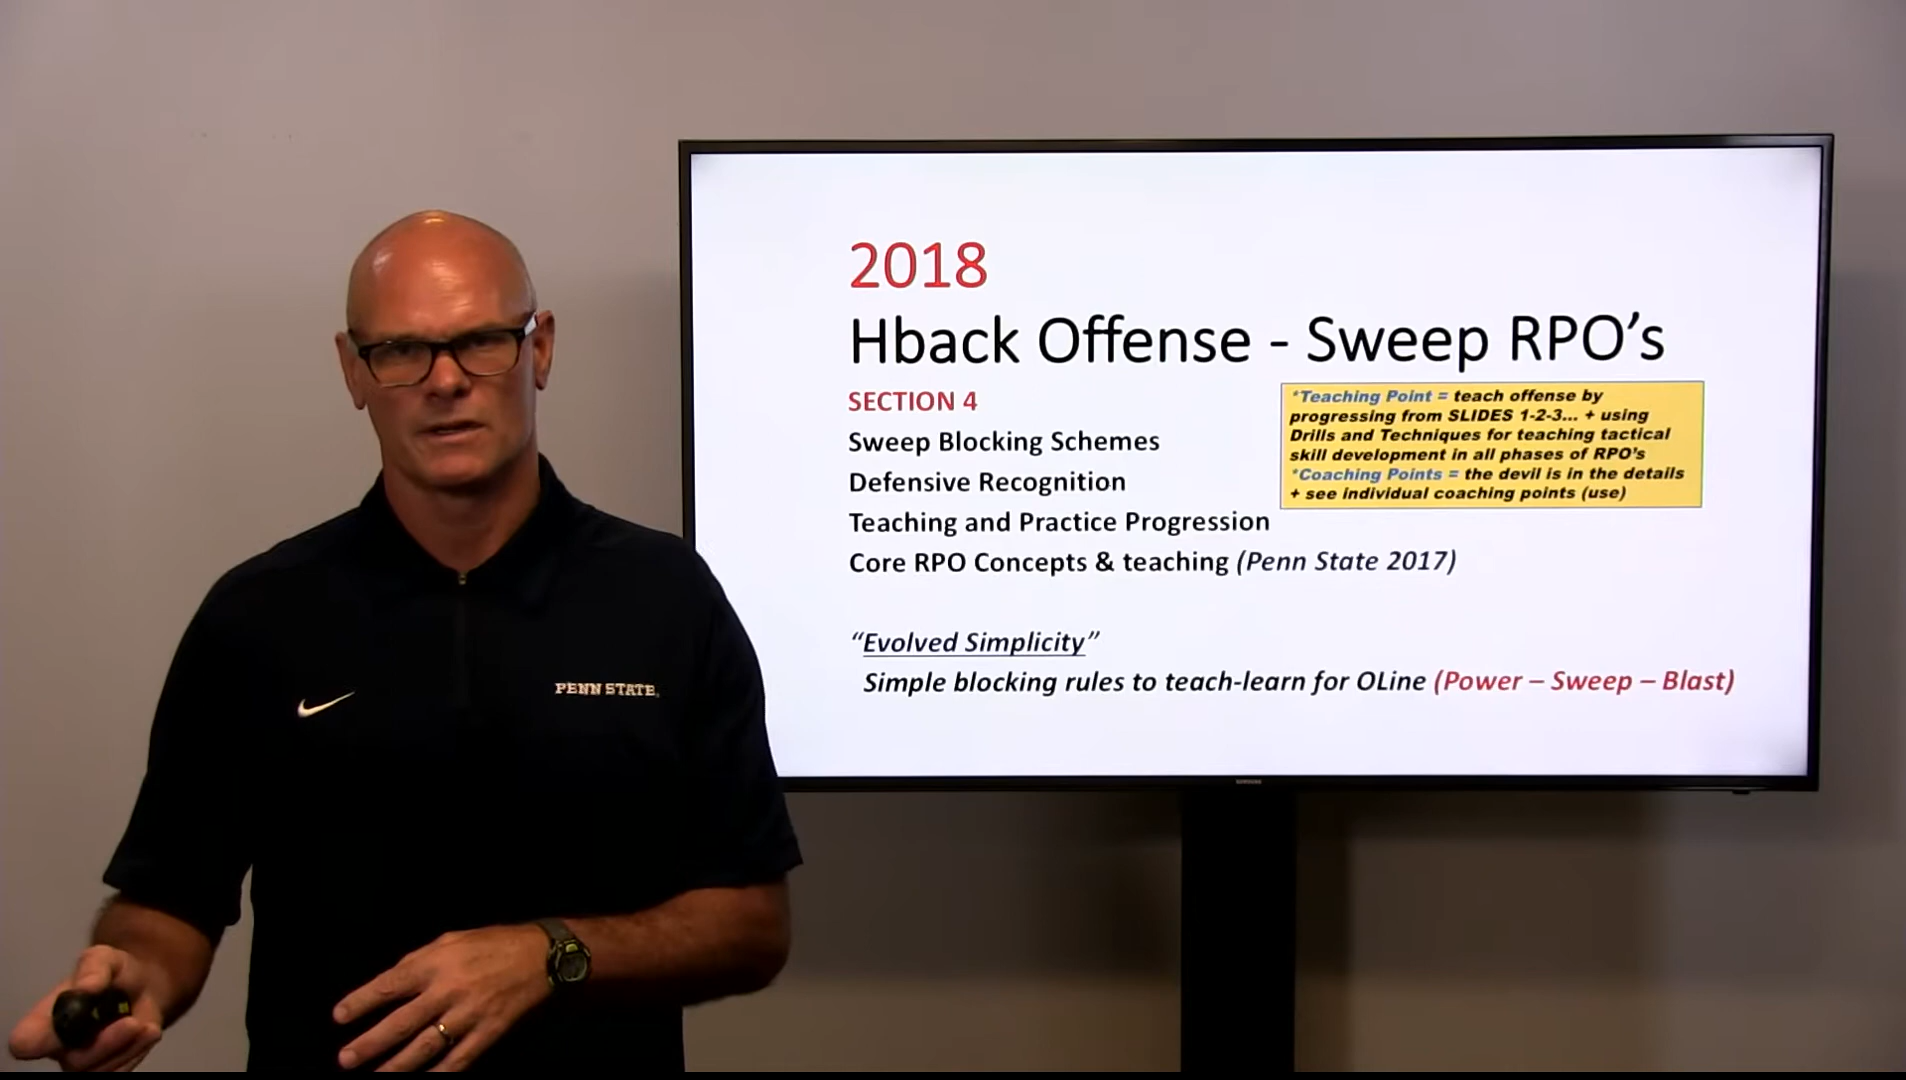 2018
Hback Offense - Sweep RPO's
SECTION 4
Sweep Blocking Schemes
Defensive Recognition
Teaching and Practice Progression
Core RPO Concepts & teaching (Penn State 2017)
*Teaching Point = teach offense by
progressing from SLIDES 1-2-3... + using
Drills and Techniques for teaching tactical
skill development in all phases of RPO's
*Coaching Points = the devil is in the details
+ see individual coaching points (use)
“Evolved Simplicity”
Simple blocking rules to teach-learn for OLine (Power – Sweep – Blast)
PENN STATE
SAMSUNG